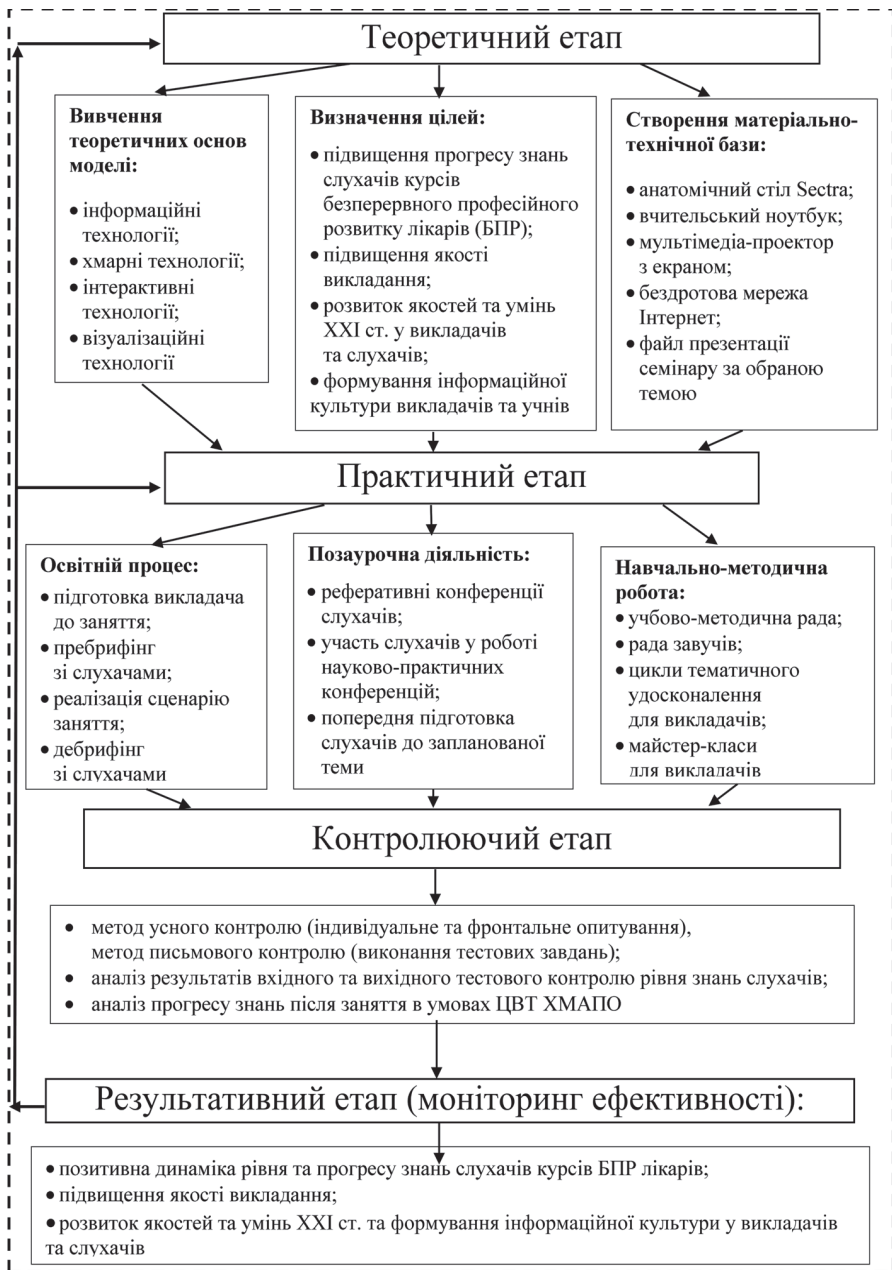 Теоретичний етап
Вивчення
теоретичних основ
моделі:
• інформаційні
технології;
• хмарні технології;
• інтерактивні
технології;
• візуалізаційні
технології
Визначення цілей:
• підвищення прогресу знань
слухачів курсів
безперервного професійного
розвитку лікарів (БПР);
• підвищення якості
викладання;
• розвиток якостей та умінь
XXI ст. у викладачів
та слухачів;
• формування інформаційної
культури викладачів та учнів
Створення матеріально-
технічної бази:
• анатомічний стіл Sectra;
• вчительський ноутбук;
• мультімедіа-проектор
з екраном;
• бездротова мережа
Інтернет;
• файл презентації
семінару за обраною
темою
Практичний етап
Освітній процес:
• підготовка викладача
до заняття;
• пребрифінг
зі слухачами;
• реалізація сценарію
заняття;
• дебрифінг
зі слухачами
Позаурочна діяльність:
• реферативні конференції
слухачів;
• участь слухачів у роботі
науково-практичних
конференцій;
• попередня підготовка
слухачів до запланованої
теми
Навчально-методична
робота:
• учбово-методична рада;
• рада завучів;
• цикли тематичного
удосконалення
для викладачів;
• майстер-класи
для викладачів
Контролюючий етап
• метод усного контролю (індивідуальне та фронтальне опитування),
метод письмового контролю (виконання тестових завдань);
• аналіз результатів вхідного та вихідного тестового контролю рівня знань слухачів;
• аналіз прогресу знань після заняття в умовах ЦВТ ХМАПО
Результативний етап (моніторинг ефективності):
• позитивна динаміка рівня та прогресу знань слухачів курсів БПР лікарів;
• підвищення якості викладання;
• розвиток якостей та умінь XXI ст. та формування інформаційної культури у викладачів
та слухачів